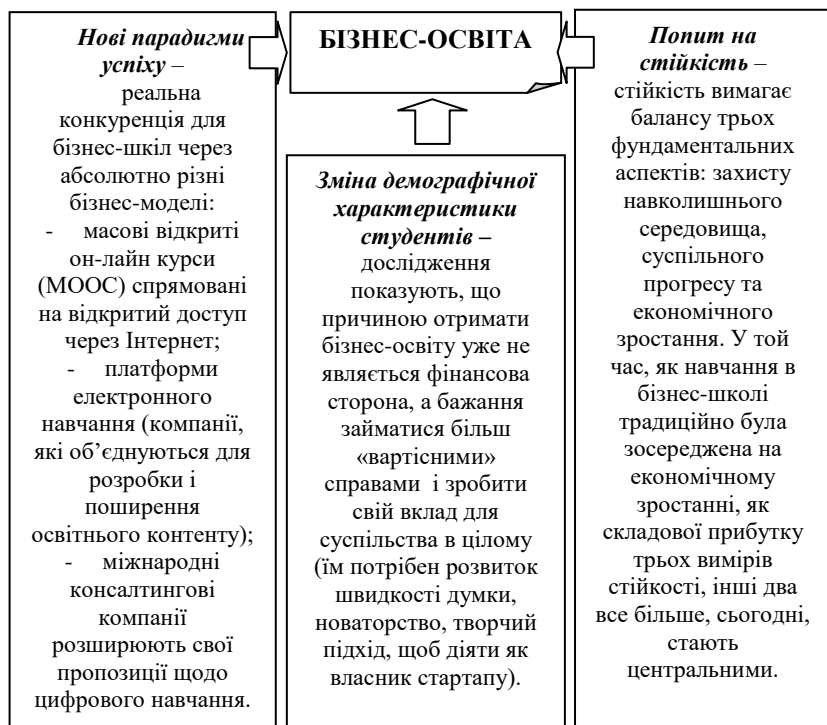 Нові парадигми
успіху –
реальна
конкуренція для
бізнес-шкіл через
абсолютно різні
бізнес-моделі:
- масові відкриті
он-лайн курси
(МООС) спрямовані
на відкритий доступ
через Інтернет;
- платформи
електронного
навчання (компанії,
які об’єднуються для
розробки і
поширення
освітнього контенту);
- міжнародні
консалтингові
компанії
розширюють свої
пропозиції щодо
цифрового навчання.
БІЗНЕС-ОСВІТА
Зміна демографічної
характеристики
студентів –
дослідження
показують, що
причиною отримати
бізнес-освіту уже не
являється фінансова
сторона, а бажання
займатися більш
«вартісними»
справами і зробити
свій вклад для
суспільства в цілому
(їм потрібен розвиток
швидкості думки,
новаторство, творчий
підхід, щоб діяти як
власник стартапу).
Попит на
стійкість –
стійкість вимагає
балансу трьох
фундаментальних
аспектів: захисту
навколишнього
середовища,
суспільного
прогресу та
економічного
зростання. У той
час, як навчання в
бізнес-школі
традиційно була
зосереджена на
економічному
зростанні, як
складової прибутку
трьох вимірів
стійкості, інші два
все більше, сьогодні,
стають
центральними.